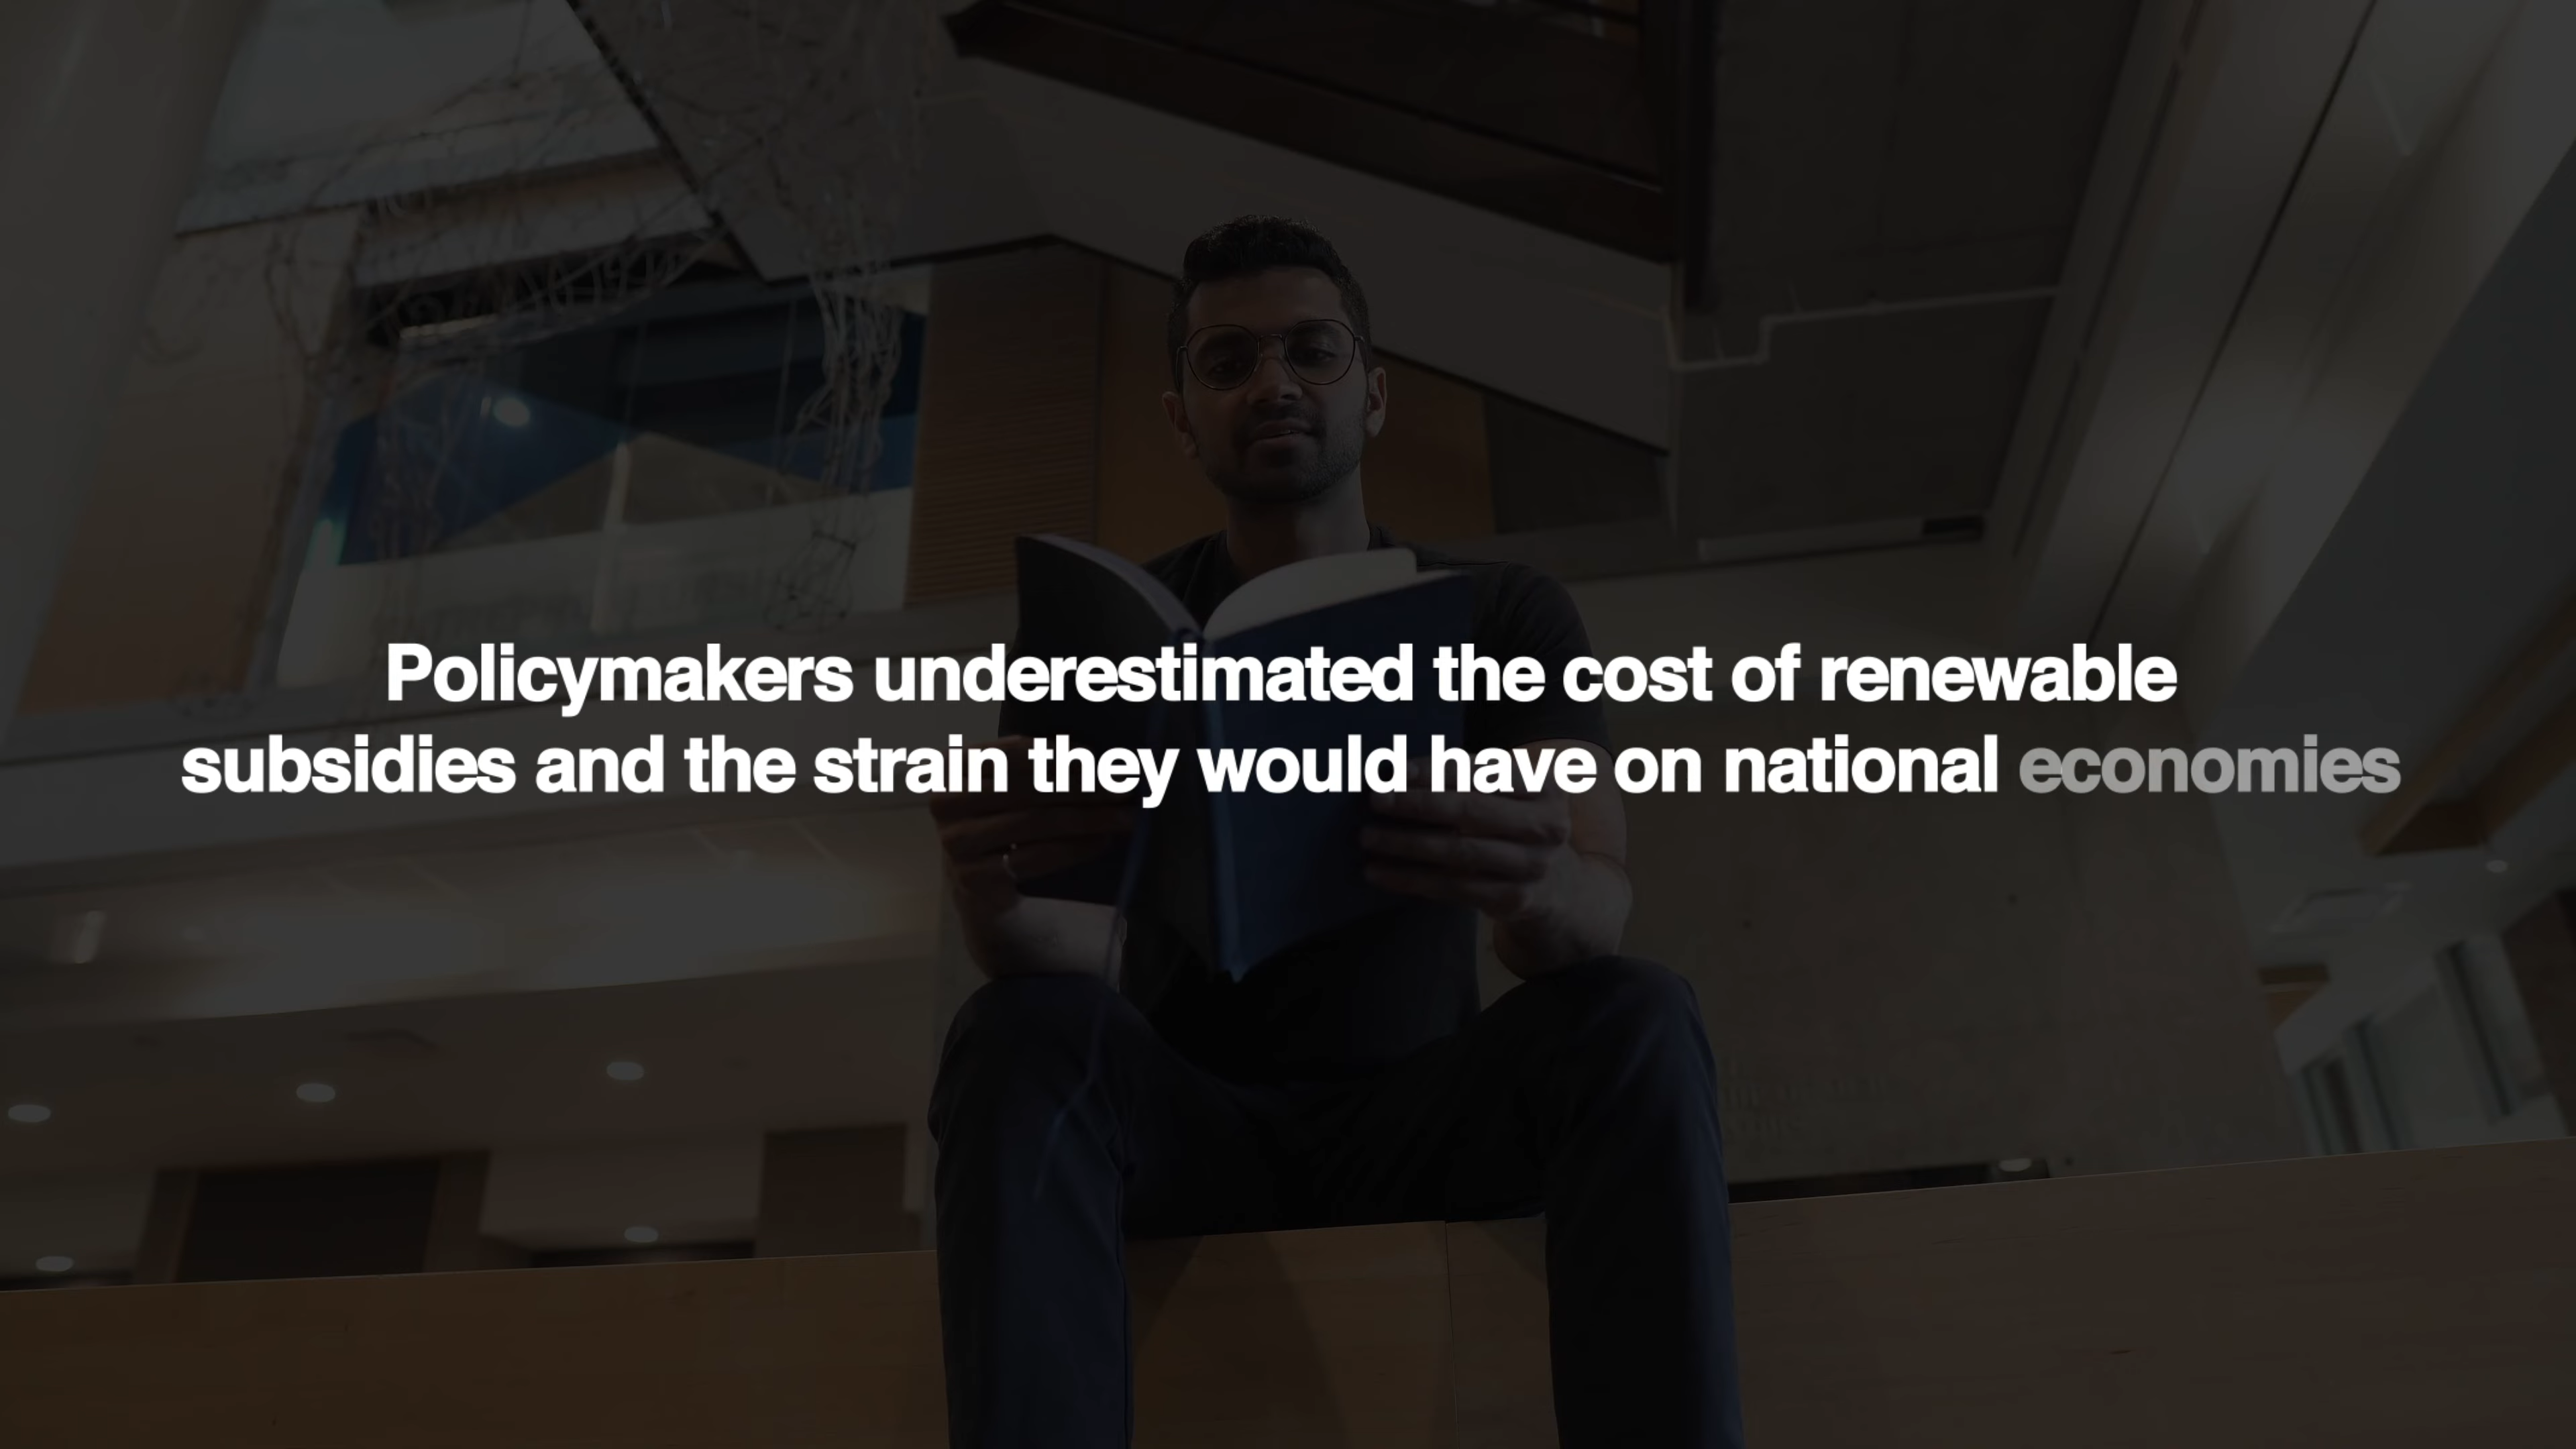 Policymakers underestimated the cost of renewable
subsidies and the strain they would have on national economies